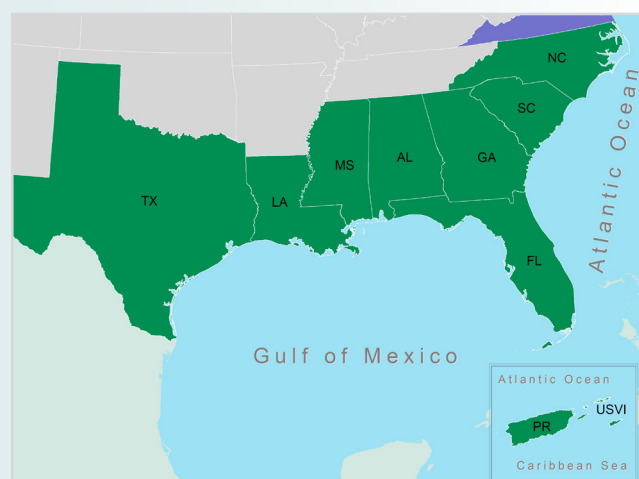 NC
SC
TX
LA
MS
AL
GA
FL
Atlantic Ocean
Gulf of Mexico
Atlantic Ocean
USVI
PR
Caribbean Sea